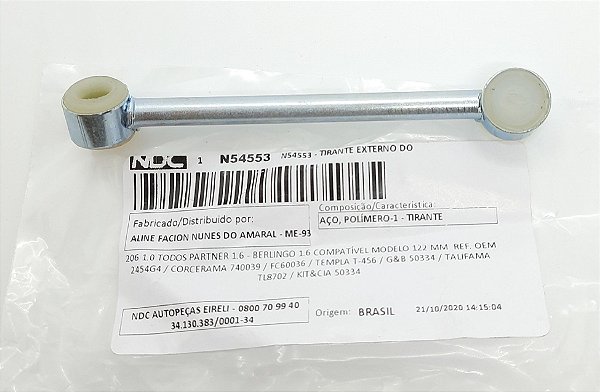 NDC 1 N54553 N54553 - TIRANTE EXTERNO DO
Composição/Característica:
Fabricado/Distribuido por:
AÇO, POLÍMERO-1 - TIRANTE
ALINE FACION NUNES DO AMARAL - ME-93
206 1.0 TODOS PARTNER 1.6 - BERLINGO 1.6 COMPATÍVEL MODELO 122 MM REF. OEM
2454G4 / CORCERAMA 740039 / FC60036 / TEMPLA T-456 / G&B 50334 / TAUFAMA
TL8702 / KIT&CIA 50334
NDC AUTOPEÇAS EIRELI - 0800 70 99 40
34.130.383/0001-34
Origem: BRASIL 21/10/2020 14:15:04